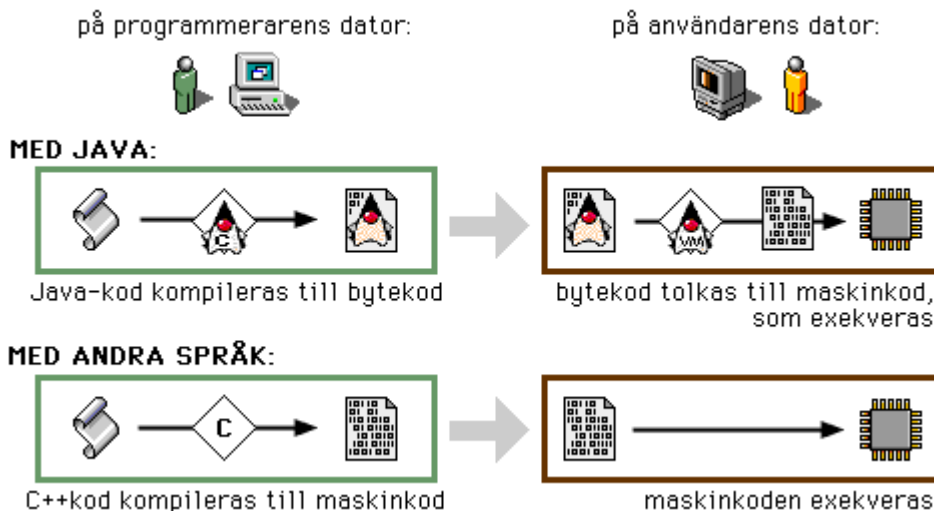 på programmerarens dator:
på användarens dator:
MED JAVA:
C
VM
Java-kod kompileras till bytekod
bytekod tolkas till maskinkod,
som exekveras
MED ANDRA SPRÅK:
C
C++kod kompileras till maskinkod
maskinkoden exekveras